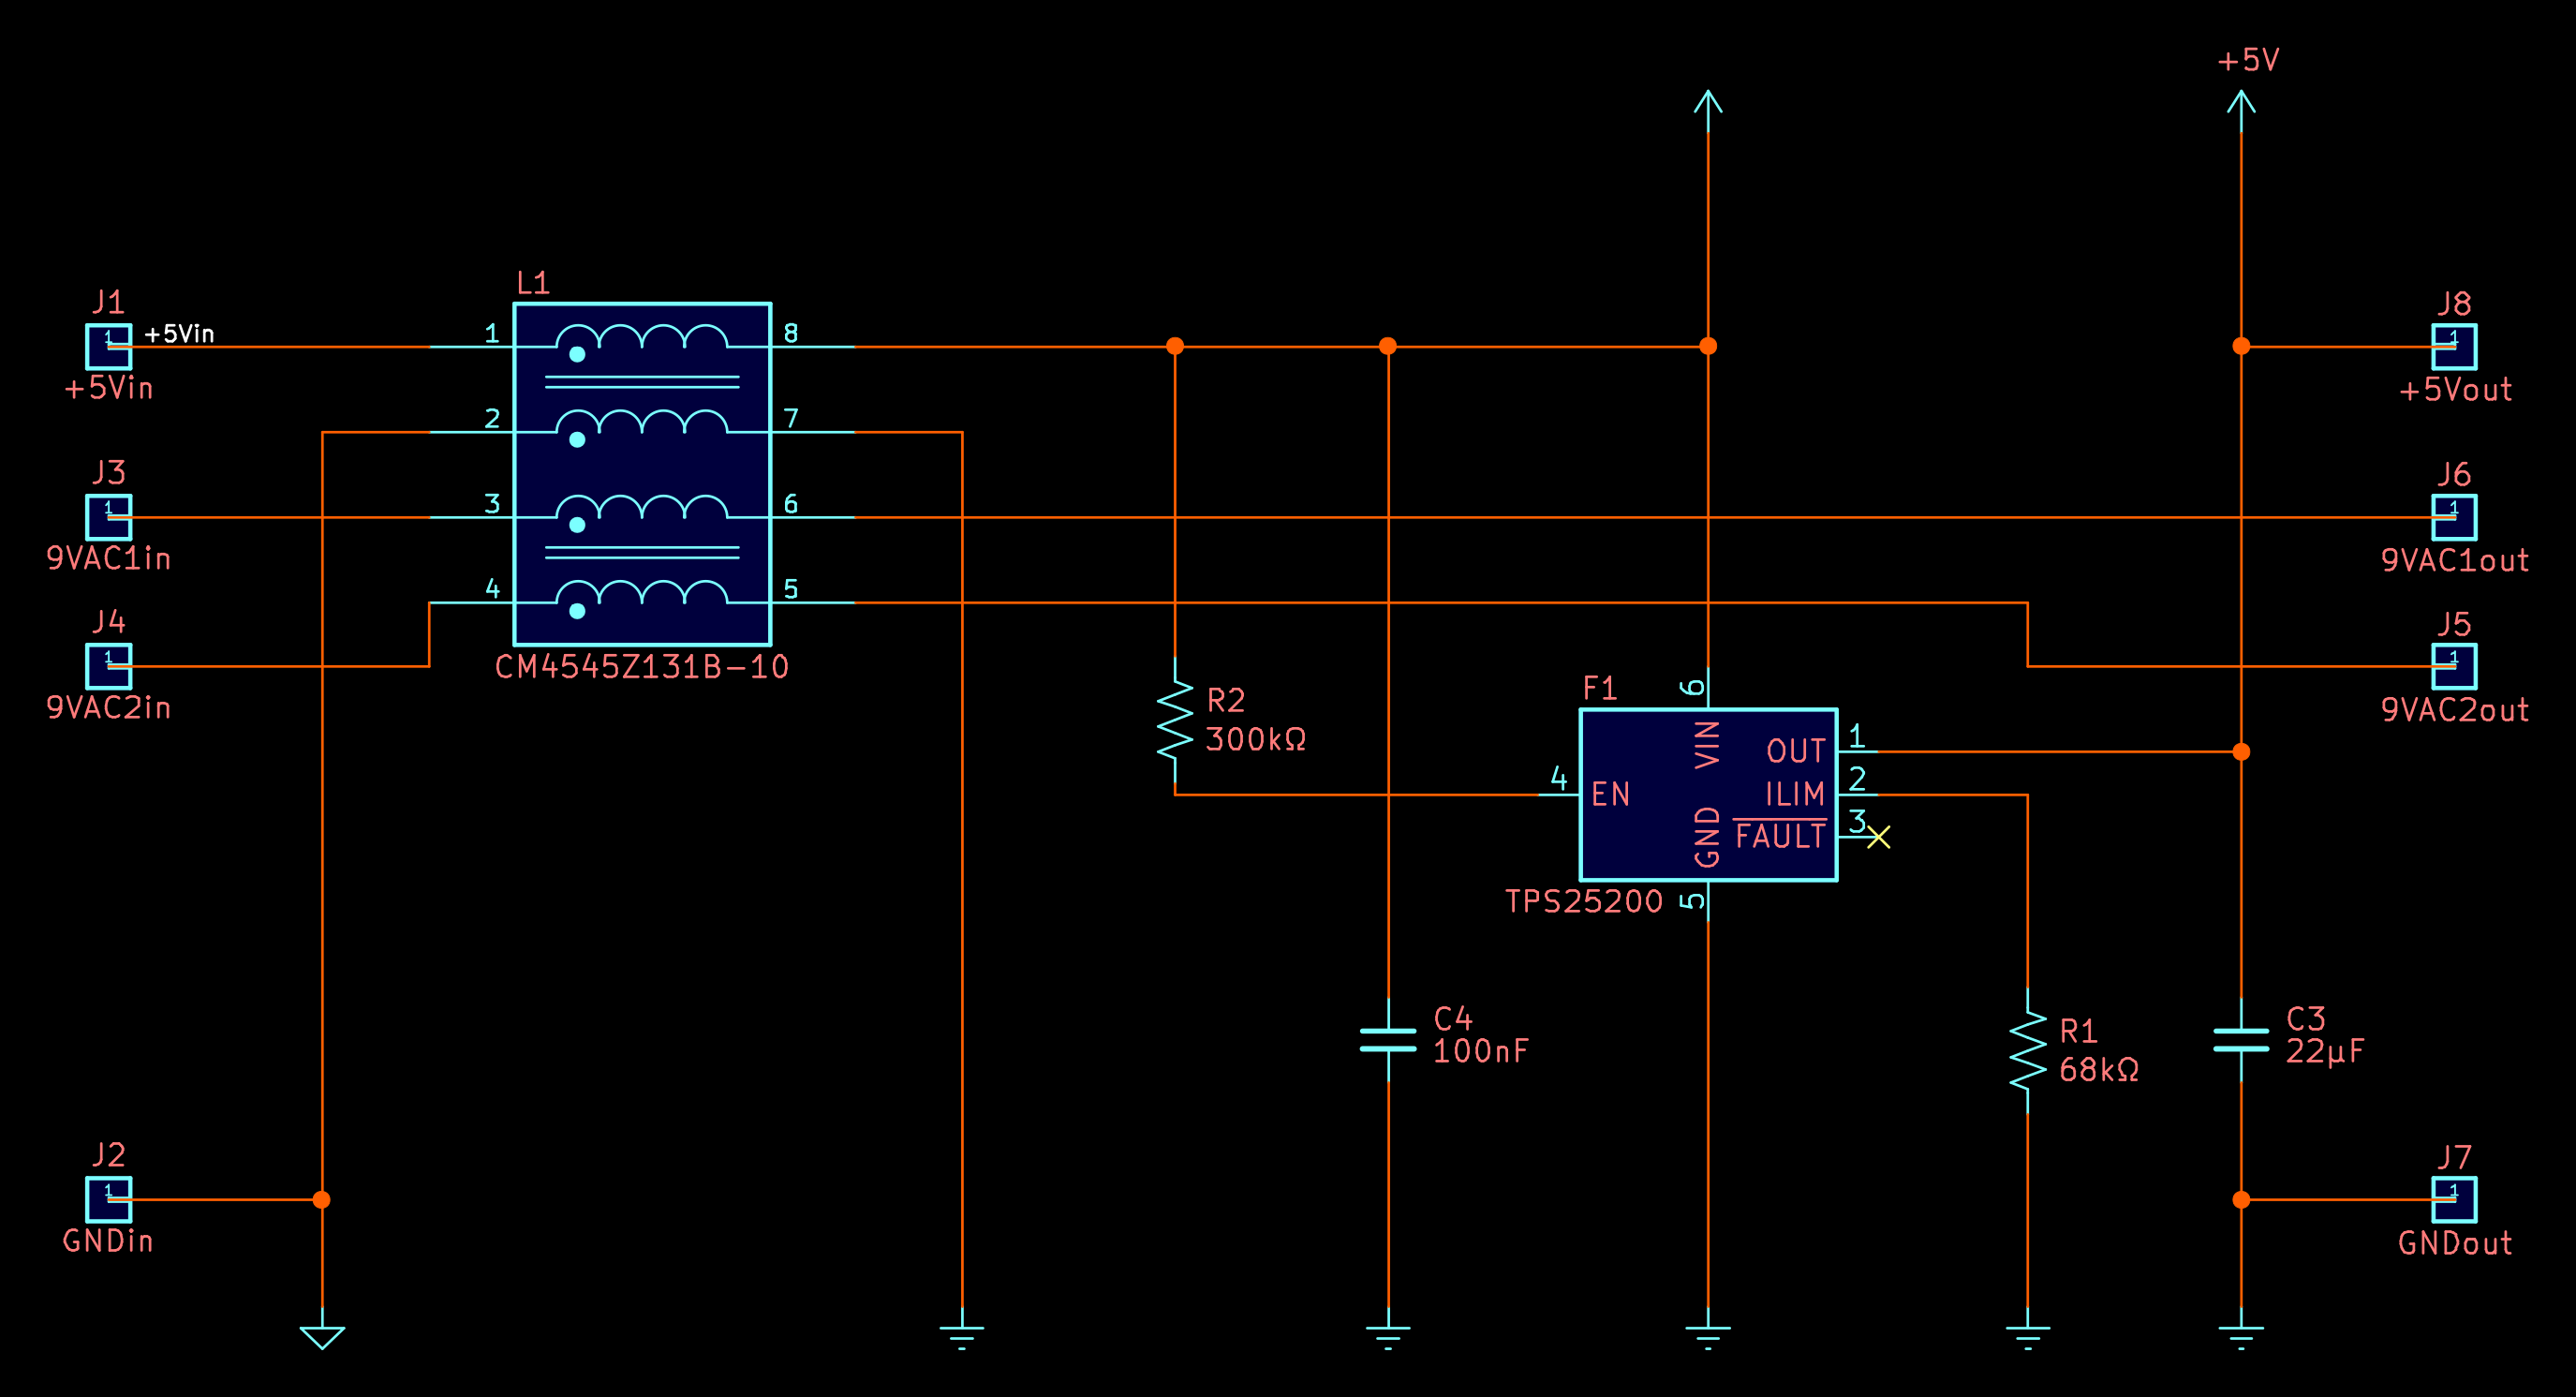 +5V
L1
J1
+5Vin
+5Vin
1
1
8
2
7
J3
1
9VAC1in
3
6
J4
1
9VAC2in
4
5
CM4545Z131B-10
J2
1
GNDin
R2
300kΩ
C4
100nF
F1
6
VIN
OUT
1
4
EN
ILIM
2
GND
FAULT
3
TPS25200
5
R1
68kΩ
C3
22µF
J8
1
+5Vout
J6
1
9VAC1out
J5
1
9VAC2out
J7
1
GNDout